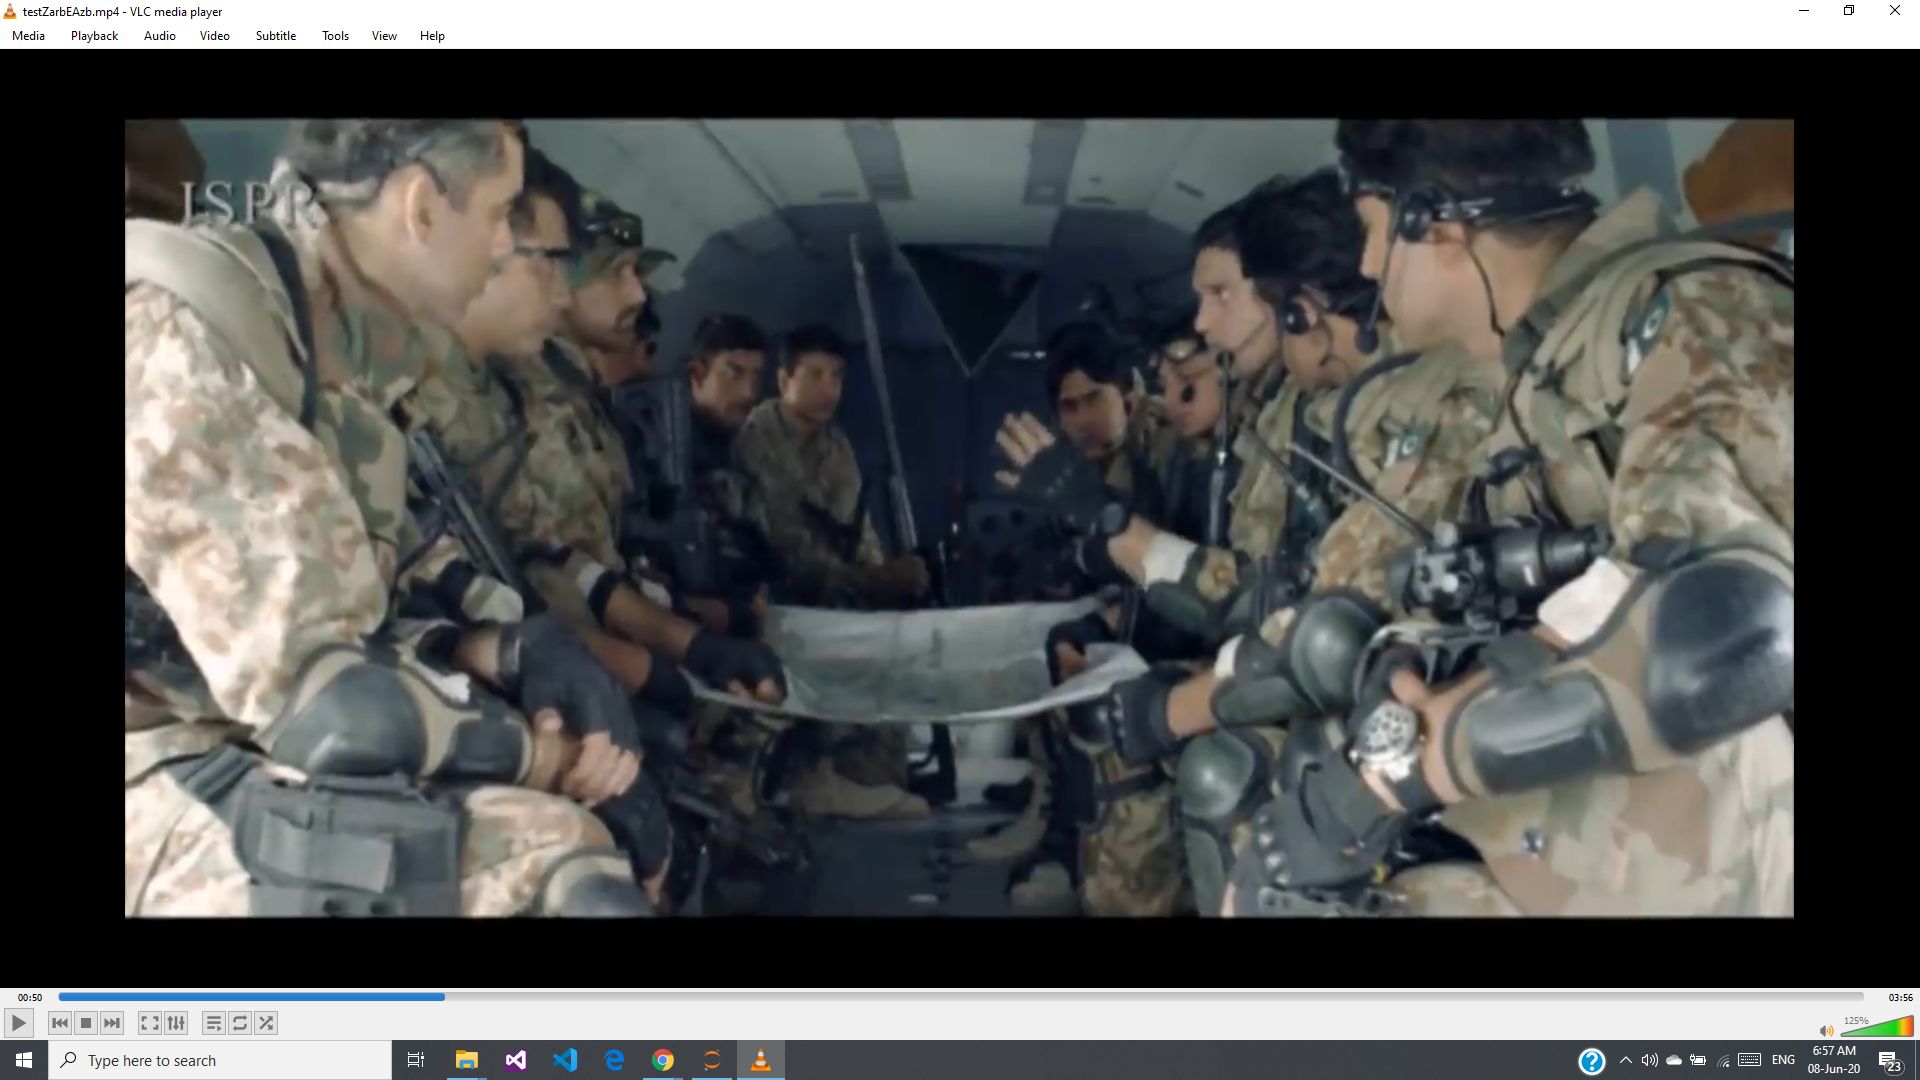 testZarbEAzb.mp4 - VLC media player
Media Playback Audio Video Subtitle Tools View Help
ISPR
00:50
03:56
125%
Type here to search
ENG
6:57 AM
08-Jun-20
23